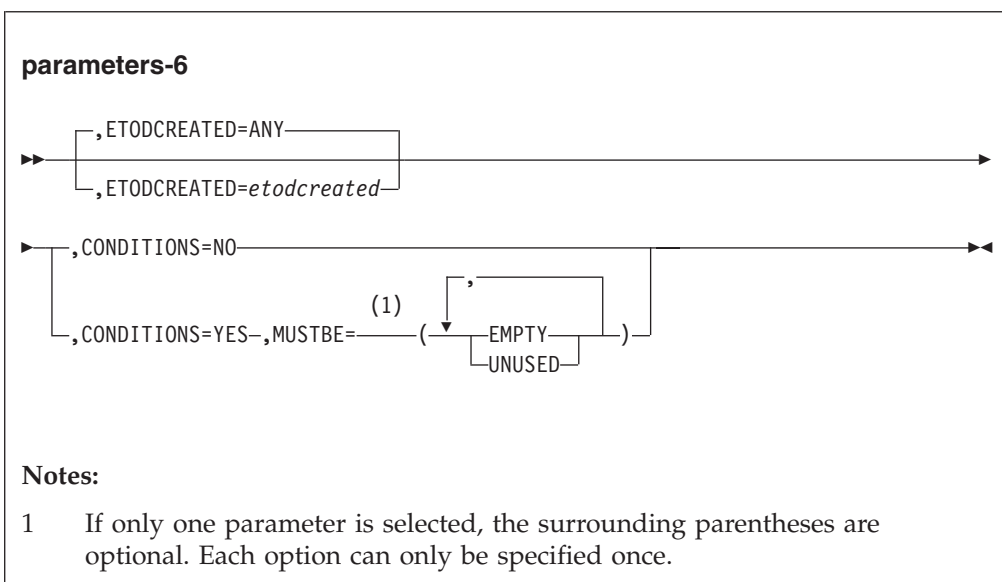 parameters-6
,ETODCREATED=ANY
,ETODCREATED=etodcreated
,CONDITIONS=NO
,
(1)
,CONDITIONS=YES ,MUSTBE= ( EMPTY )
UNUSED
Notes:
1 If only one parameter is selected, the surrounding parentheses are
optional. Each option can only be specified once.